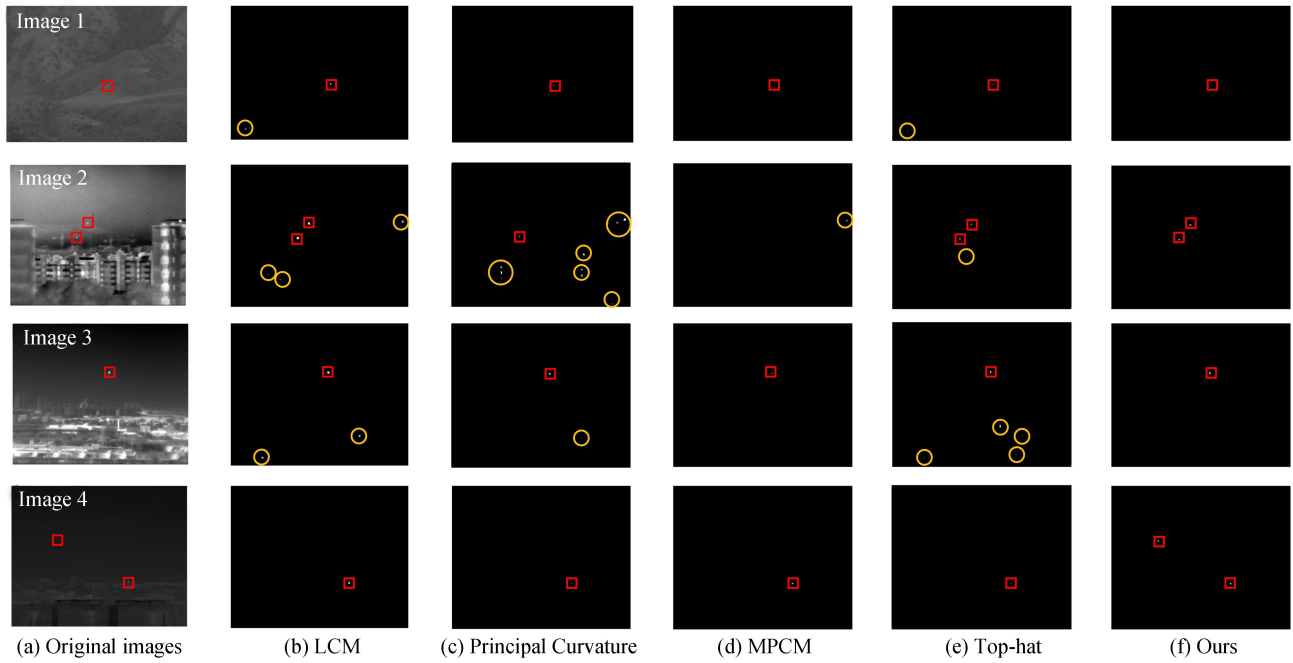 Image 1
Image 2
Image 3
Image 4
(a) Original images (b) LCM (c) Principal Curvature (d) MPCM (e) Top-hat (f) Ours